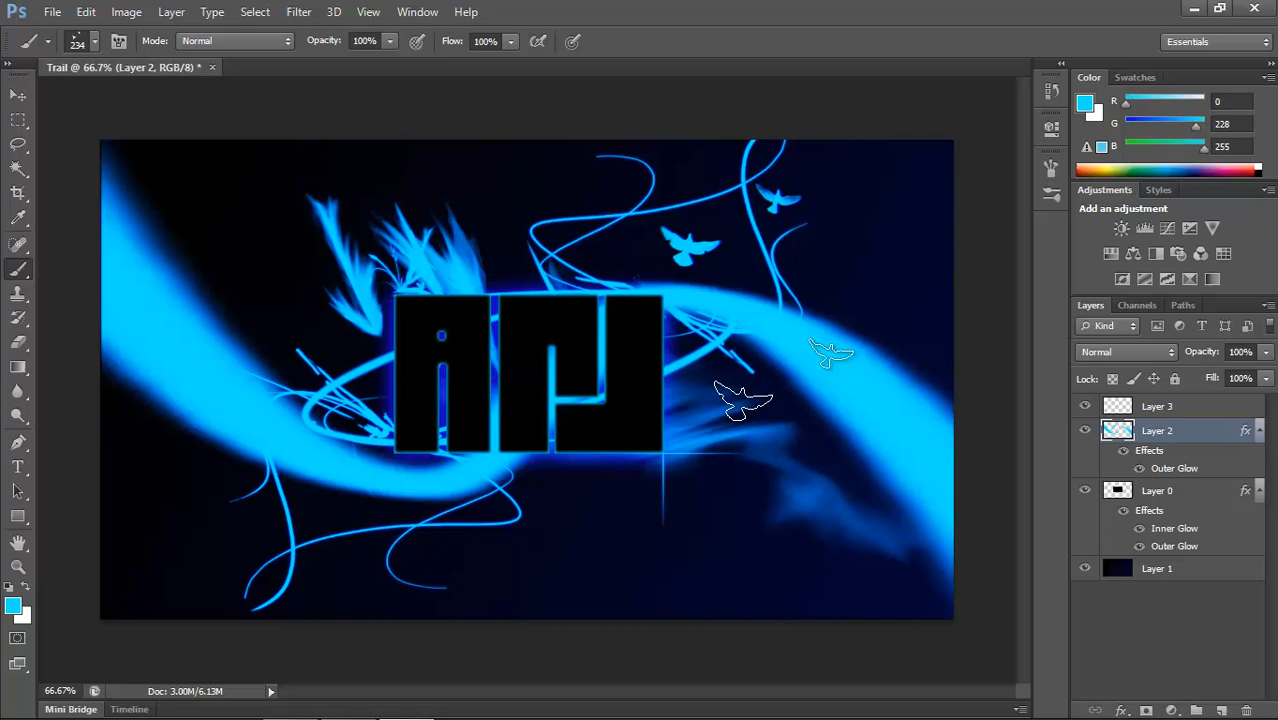 Ps File Edit Image Layer Type Select Filter 3D View Window Help
234 Mode: Normal Opacity: 100% Flow: 100% Essentials
Trail @ 66.7% (Layer 2, RGB/8) *
Color Swatches
R 0
G 228
B 255
Adjustments Styles
Add an adjustment
Layers Channels Paths
Kind
Normal Opacity: 100%
Lock: Fill: 100%
Layer 3
Layer 2 fx
Effects
Outer Glow
Layer 0 fx
Effects
Inner Glow
Outer Glow
Layer 1
66.67% Doc: 3.00M/6.13M
Mini Bridge Timeline